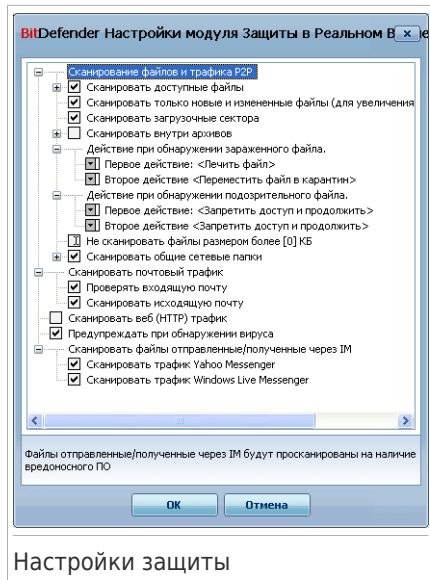 BitDefender Настройки модуля Защиты в Реальном В
Сканирование файлов и трафика P2P
Сканировать доступные файлы
Сканировать только новые и измененные файлы (для увеличения
Сканировать загрузочные сектора
Сканировать внутри архивов
Действие при обнаружении зараженного файла.
Первое действие: <Лечить файл>
Второе действие <Переместить файл в карантин>
Действие при обнаружении подозрительного файла.
Первое действие: <Запретить доступ и продолжить>
Второе действие <Запретить доступ и продолжить>
Не сканировать файлы размером более [0] КБ
Сканировать общие сетевые папки
Сканировать почтовый трафик
Проверять входящую почту
Сканировать исходящую почту
Сканировать веб (HTTP) трафик
Предупреждать при обнаружении вируса
Сканировать файлы отправленные/полученные через IM
Сканировать трафик Yahoo Messenger
Сканировать трафик Windows Live Messenger
Файлы отправленные/полученные через IM будут просканированы на наличие
вредоносного ПО
OK
Отмена
Настройки защиты